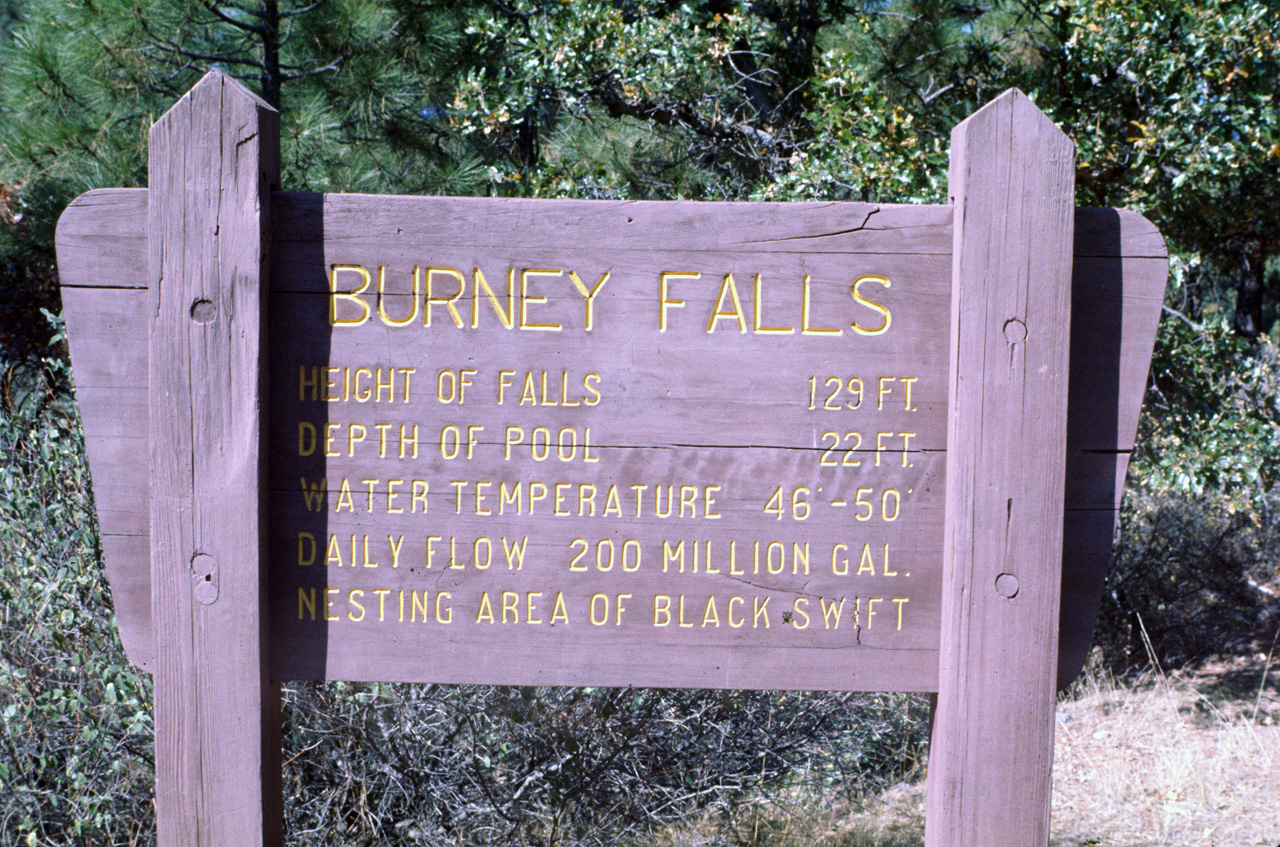 BURNEY FALLS
HEIGHT OF FALLS 129 FT.
DEPTH OF POOL 22 FT.
WATER TEMPERATURE 46° - 50°
DAILY FLOW 200 MILLION GAL.
NESTING AREA OF BLACK SWIFT